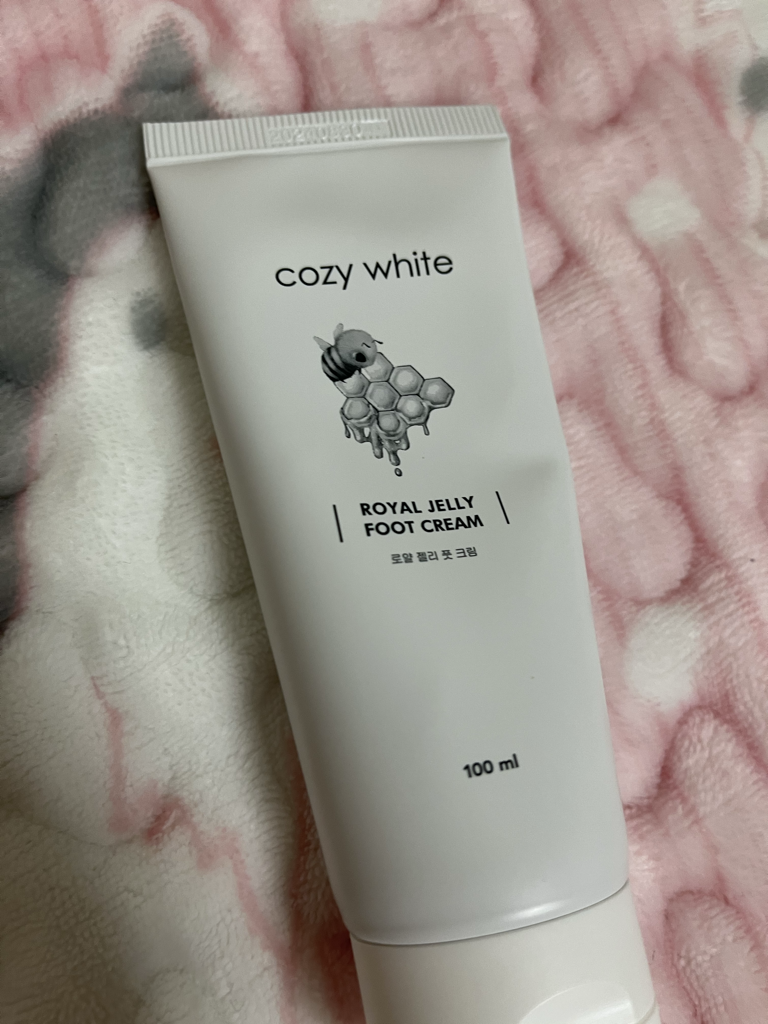 cozy white
ROYAL JELLY
FOOT CREAM
로얄 젤리 풋 크림
100 ml